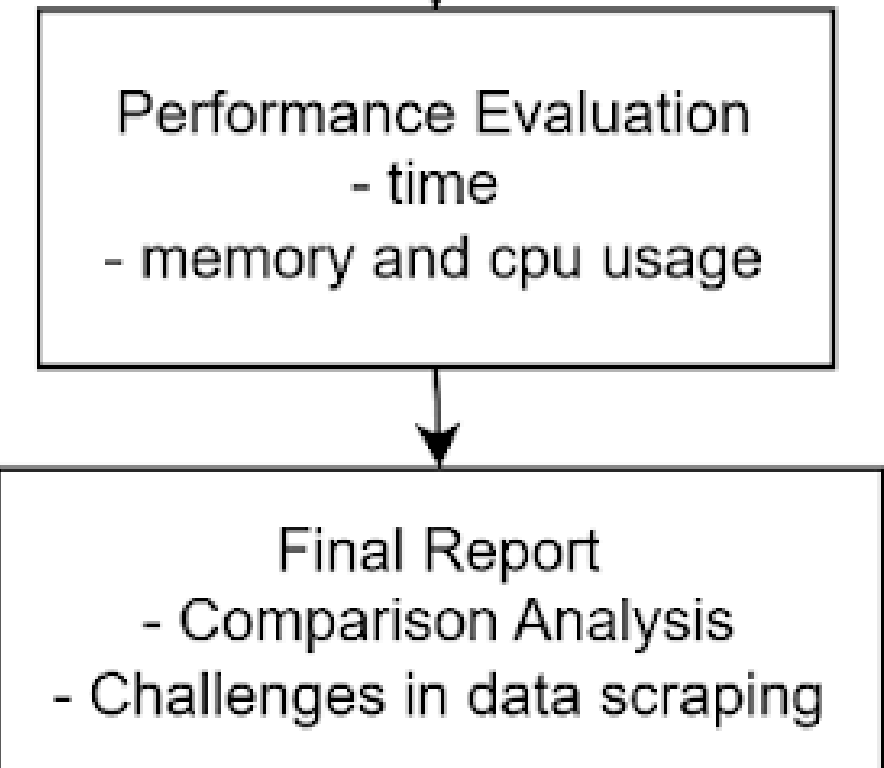 Performance Evaluation
- time
- memory and cpu usage
Final Report
- Comparison Analysis
- Challenges in data scraping